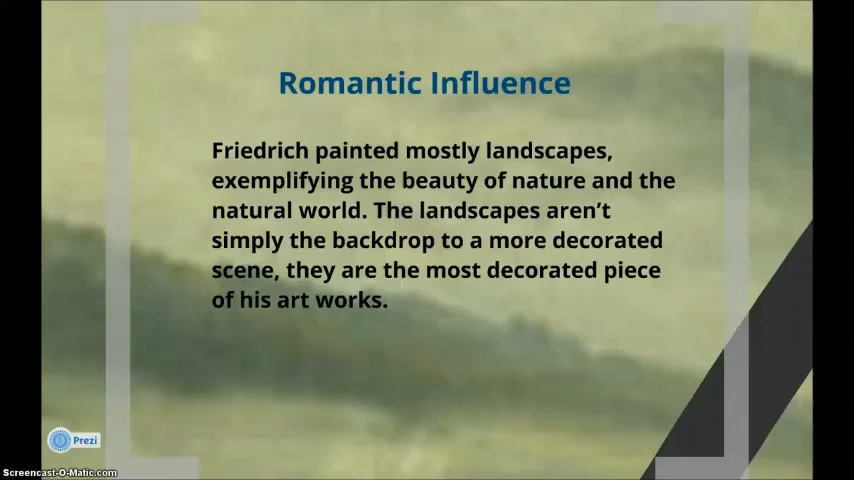 Romantic Influence
Friedrich painted mostly landscapes,
exemplifying the beauty of nature and the
natural world. The landscapes aren't
simply the backdrop to a more decorated
scene, they are the most decorated piece
of his art works.
Prezi
Screencast-O-Matic.com